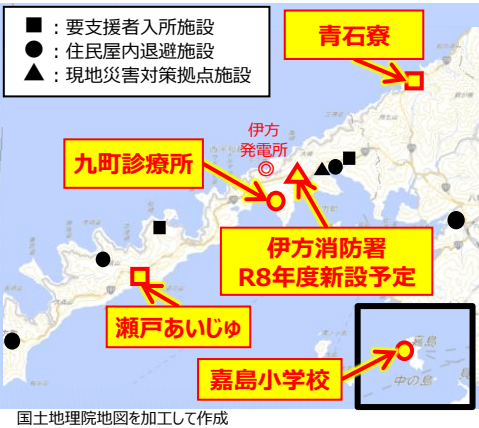 ■：要支援者入所施設
●：住民屋内退避施設
▲：現地災害対策拠点施設
青石寮
伊方
発電所
九町診療所
伊方消防署
R8年度新設予定
瀬戸あいじゅ
嘉島
嘉島小学校
中の島
国土地理院地図を加工して作成